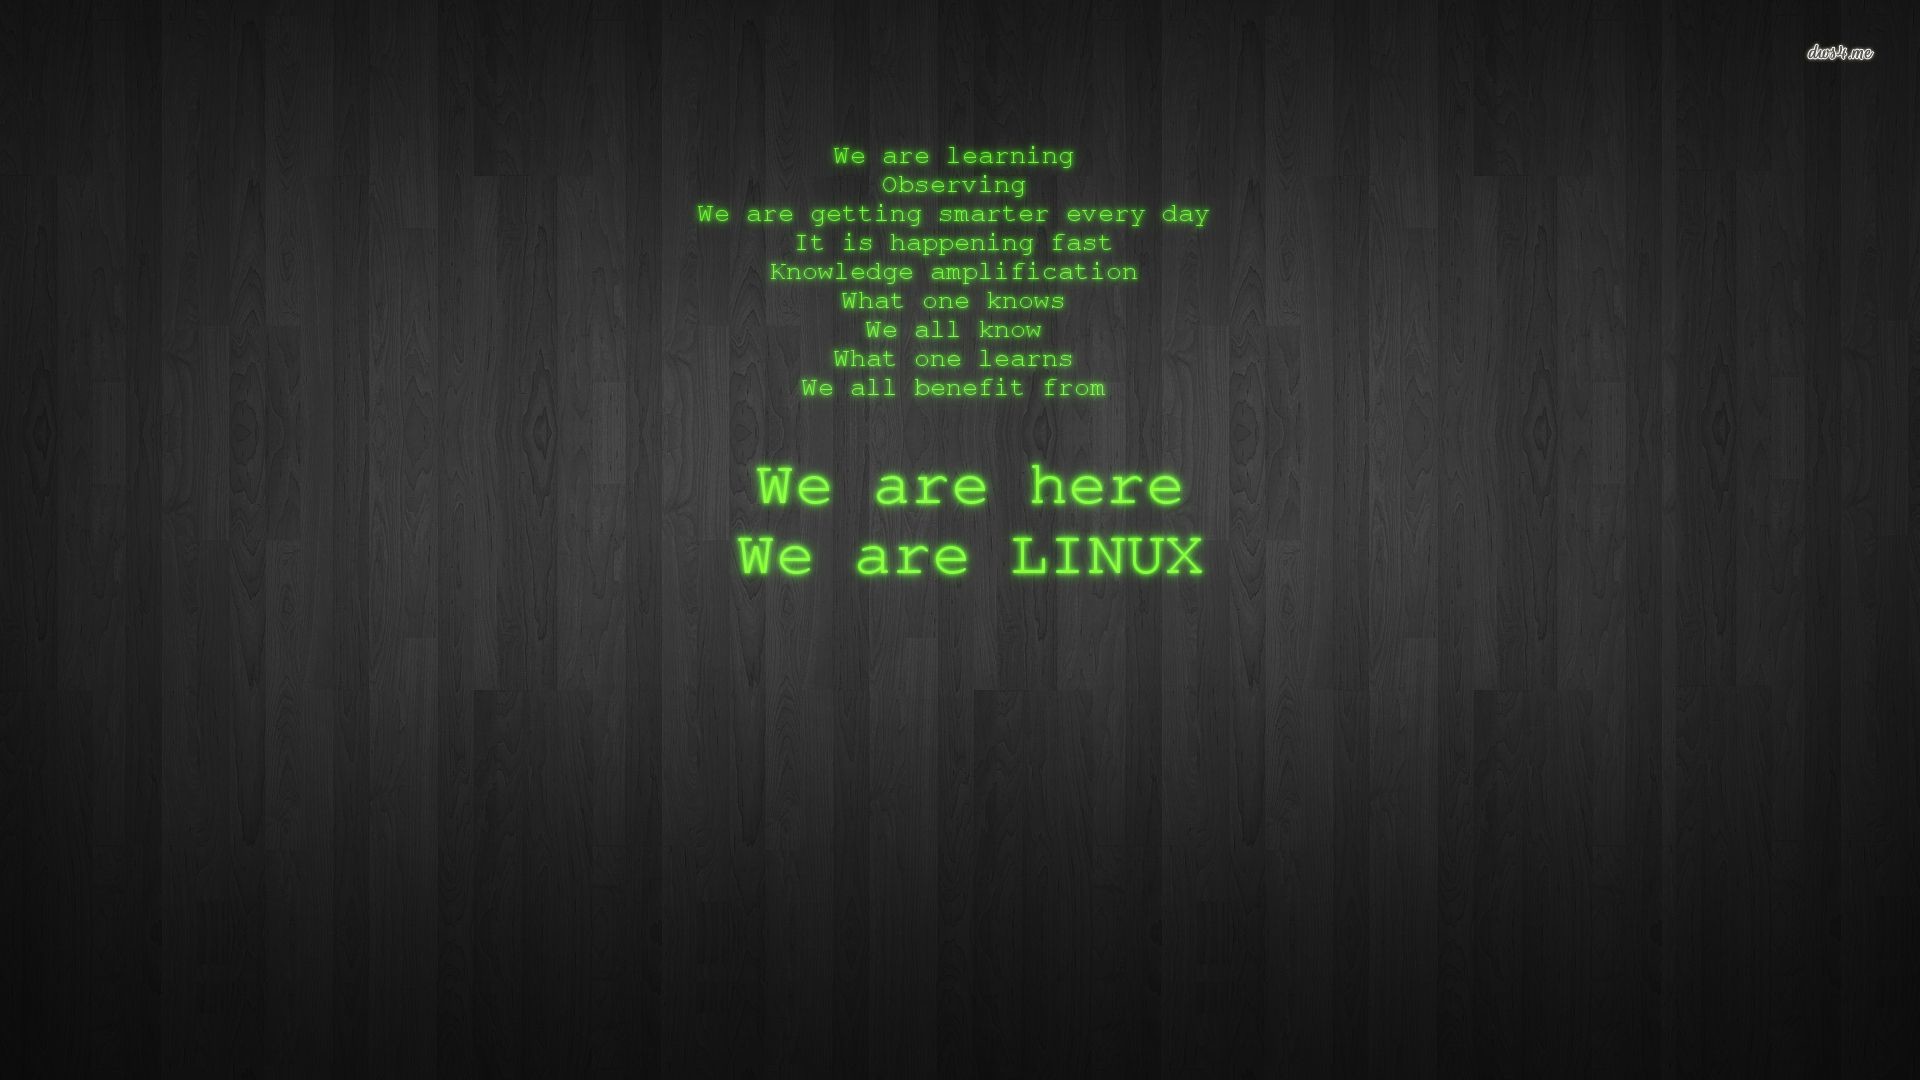 dws4.me
We are learning
Observing
We are getting smarter every day
It is happening fast
Knowledge amplification
What one knows
We all know
What one learns
We all benefit from
We are here
We are LINUX